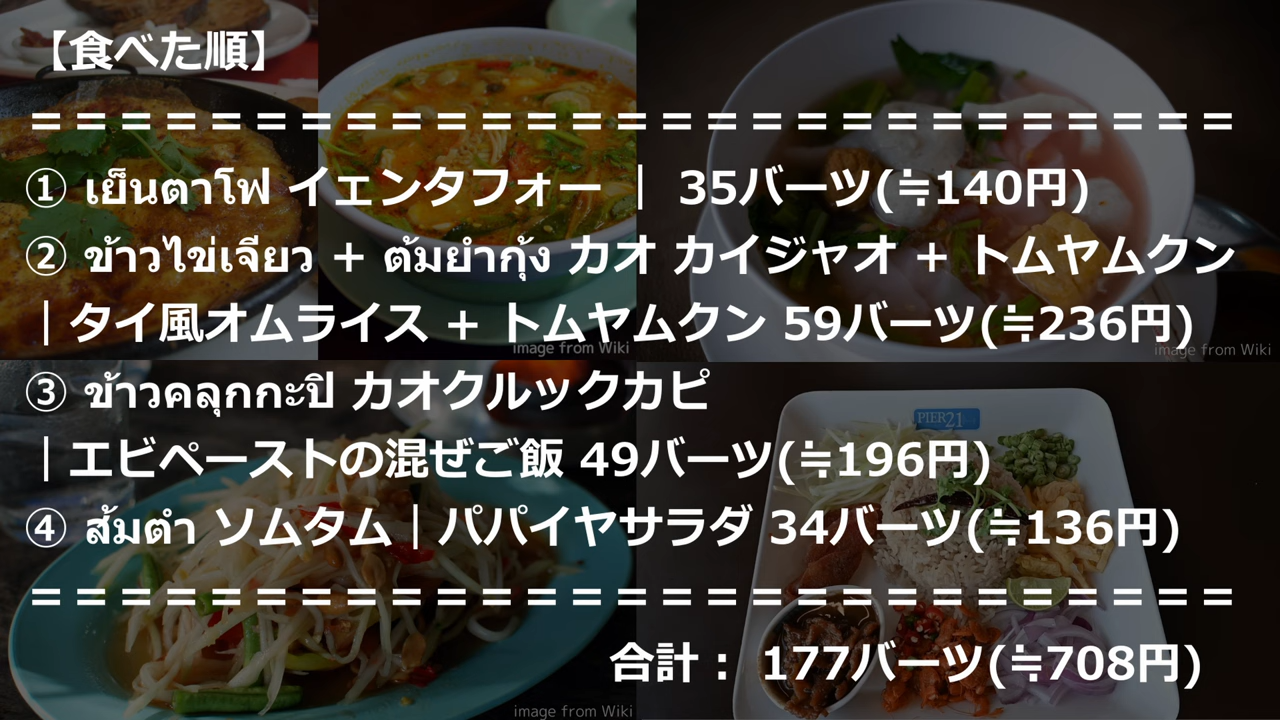 【食べた順】
＝＝＝＝＝＝＝＝＝＝＝＝＝＝＝＝＝＝＝＝＝＝＝＝＝＝＝
① เย็นตาโฟ イェンタフォー ｜ 35バーツ(≒140円)
② ข้าวไข่เจียว + ต้มยำกุ้ง カオ カイジャオ + トムヤムクン
｜タイ風オムライス + トムヤムクン 59バーツ(≒236円)
image from Wiki
image from Wiki
③ ข้าวคลุกกะปิ カオクルックカピ
PIER21
｜エビペーストの混ぜご飯 49バーツ(≒196円)
④ ส้มตำ ソムタム｜パパイヤサラダ 34バーツ(≒136円)
＝＝＝＝＝＝＝＝＝＝＝＝＝＝＝＝＝＝＝＝＝＝＝＝＝＝＝
合計： 177バーツ(≒708円)
image from Wiki